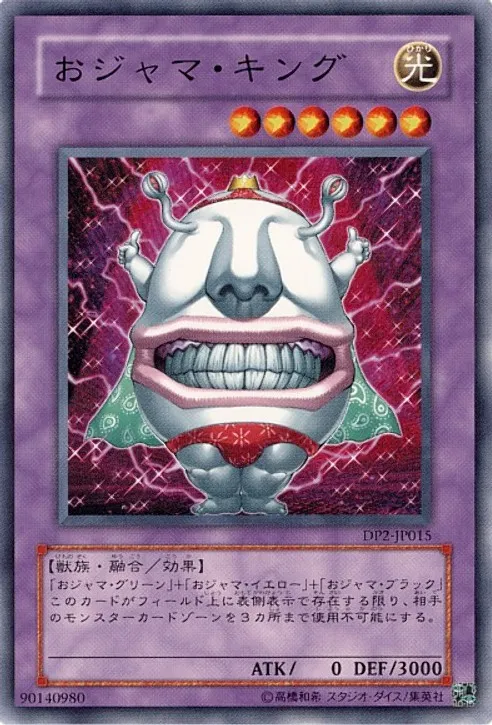 おジャマ・キング
ひかり
光
DP2-JP015
【獣族・融合／効果】
「おジャマ・グリーン」+「おジャマ・イエロー」+「おジャマ・ブラック」
このカードがフィールド上に表側表示で存在する限り、相手
のモンスターカードゾーンを３カ所まで使用不可能にする。
ATK/ 0 DEF/3000
90140980
©高橋和希 スタジオ・ダイス/集英社